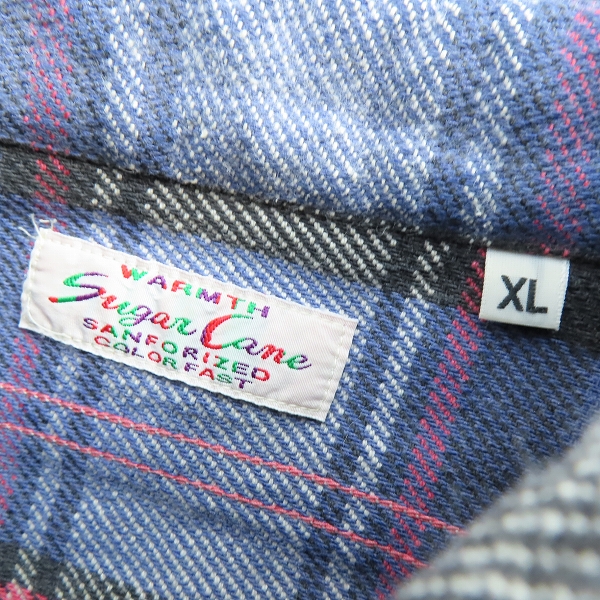 WARMTH
Sugar Cane
SANFORIZED
COLOR FAST
XL